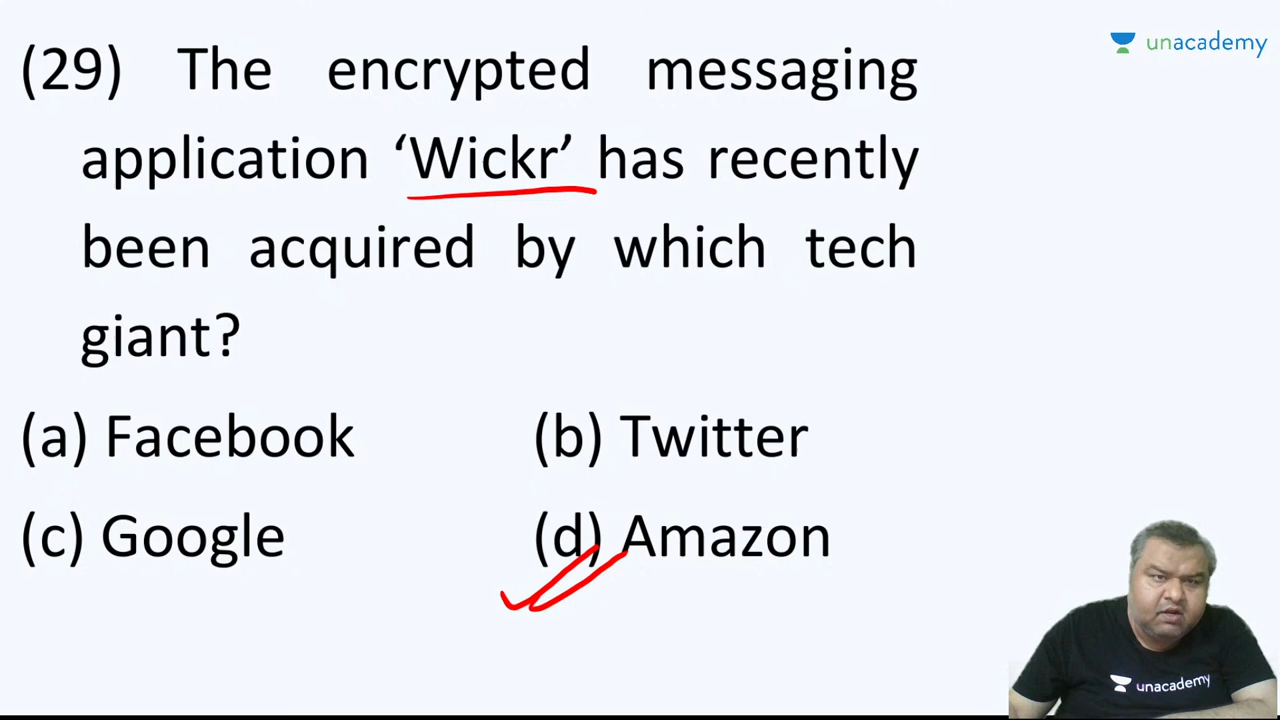 unacademy
(29) The encrypted messaging
application ‘Wickr’ has recently
been acquired by which tech
giant?
(a) Facebook (b) Twitter
(c) Google (d) Amazon
unacademy